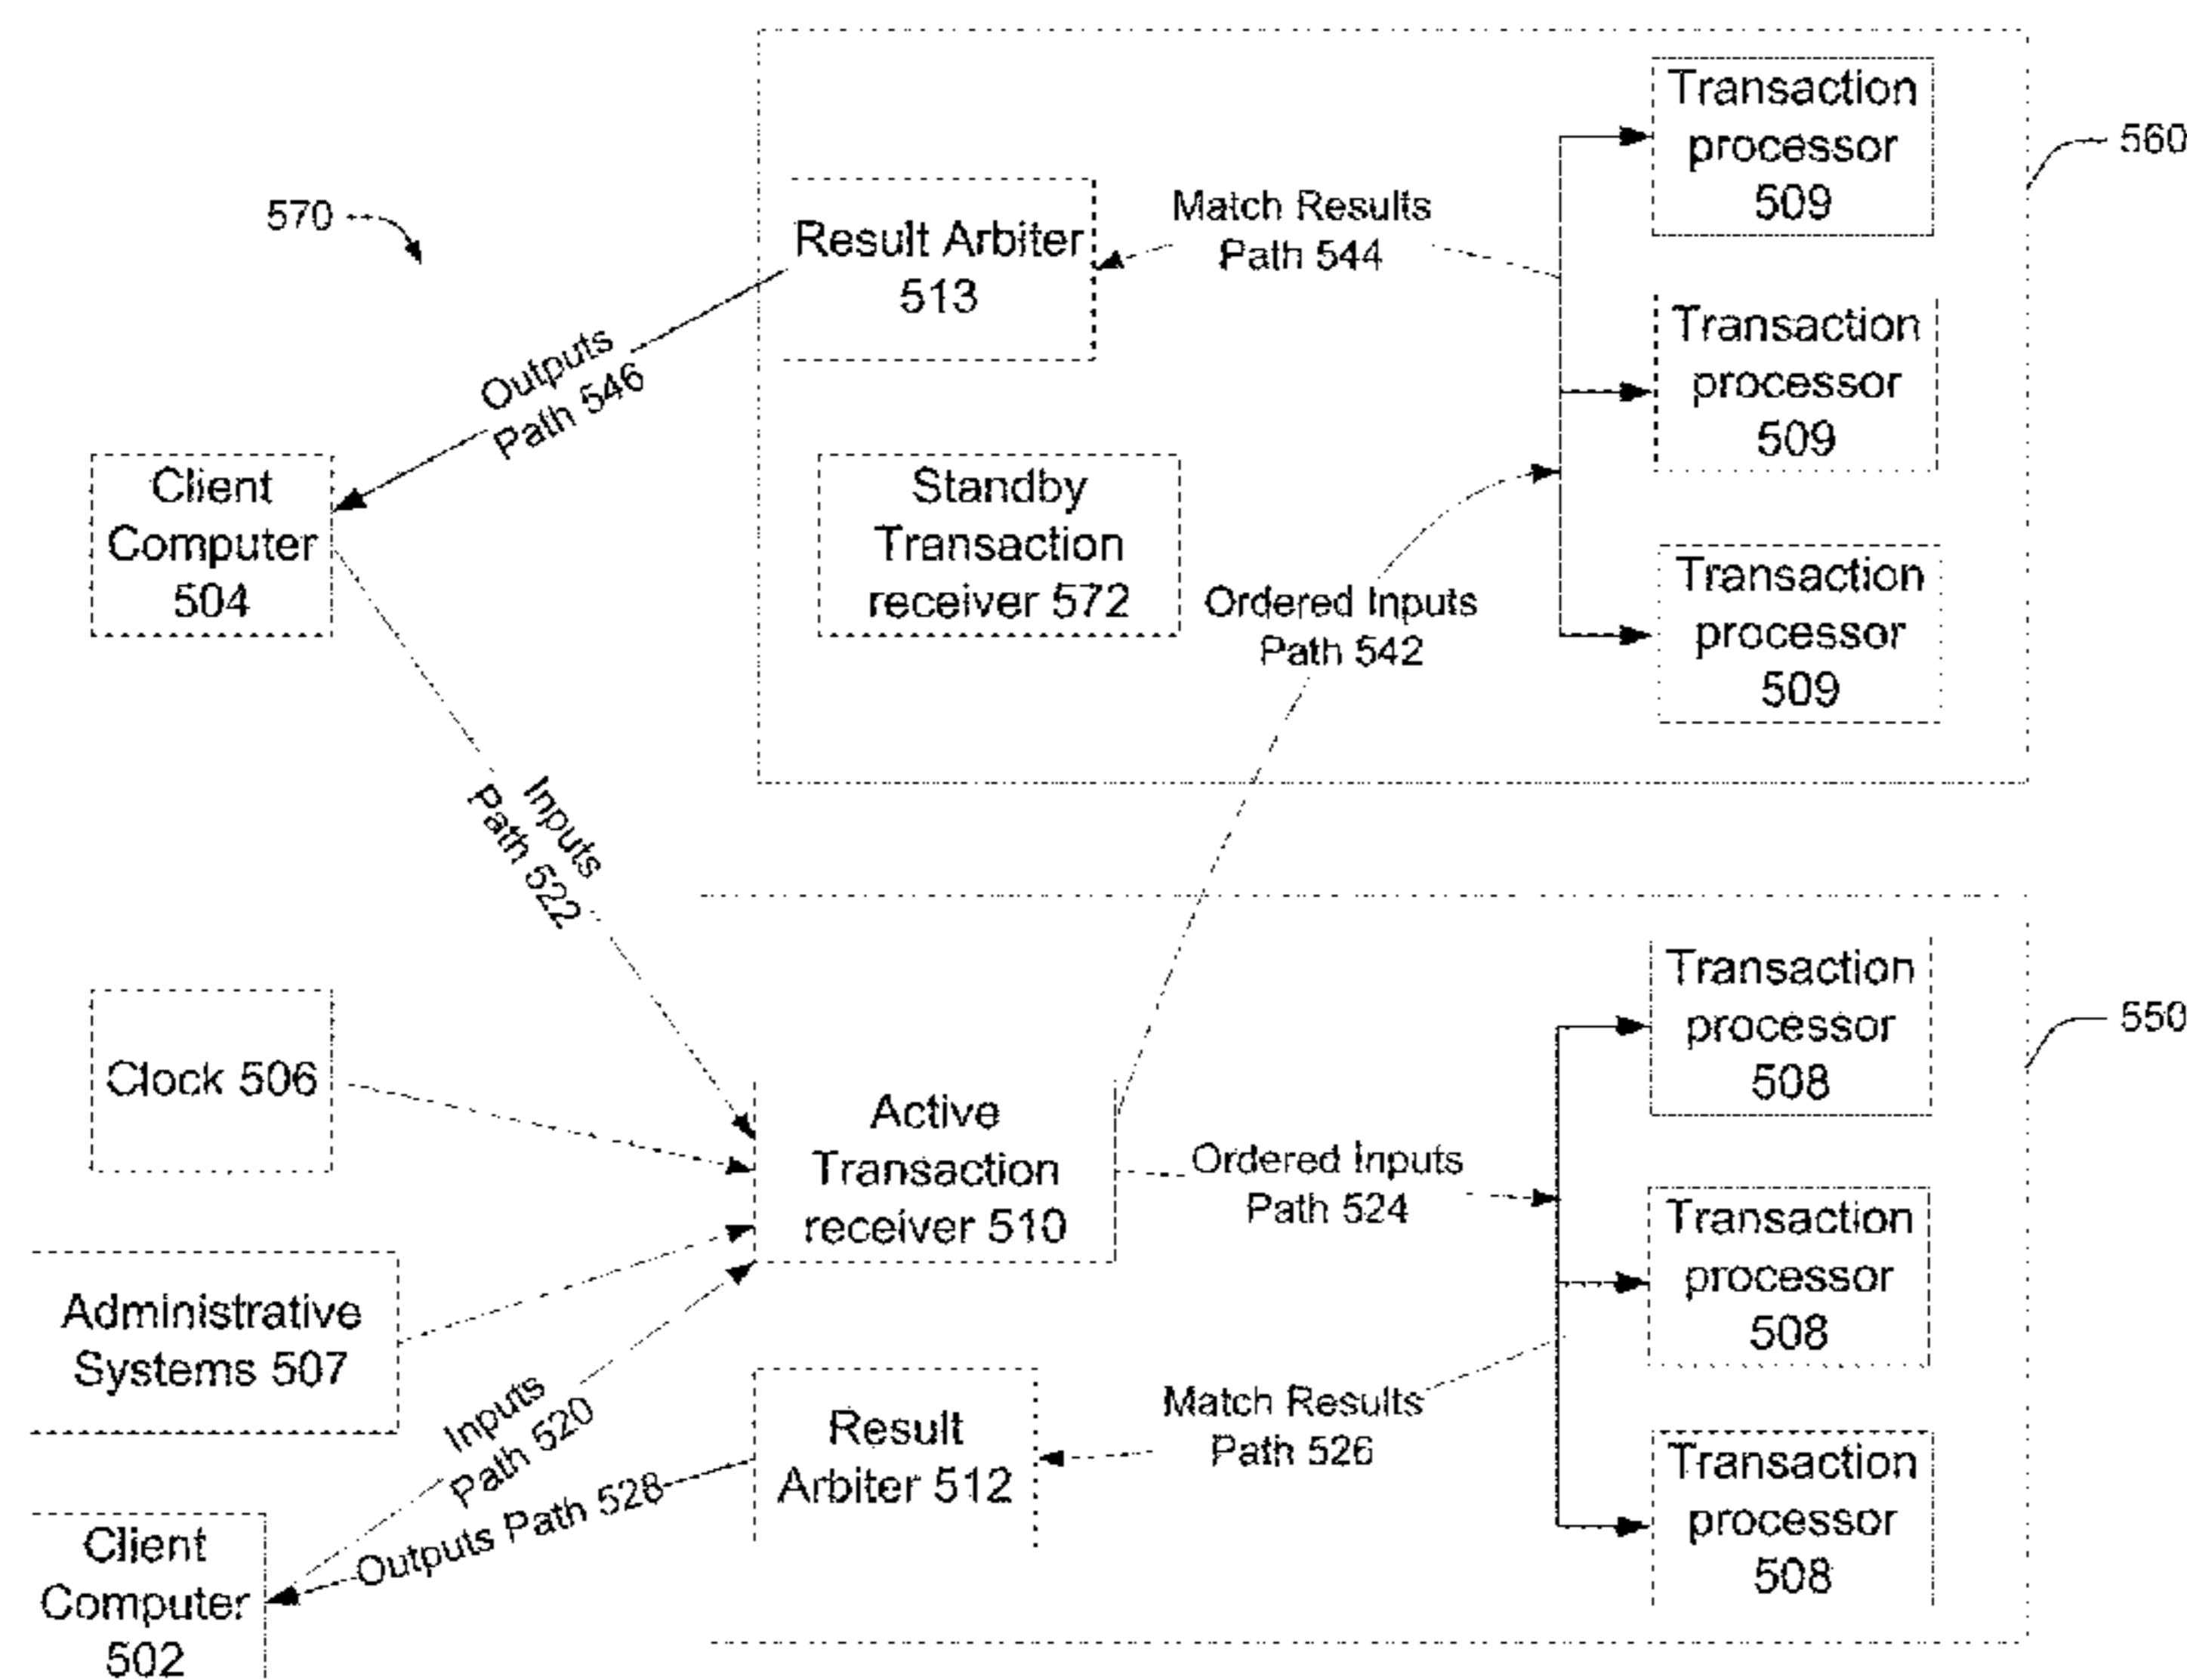 Transaction
processor
509
560
570
Result Arbiter
513
Match Results
Path 544
Transaction
processor
509
Outputs
Path 546
Client
Computer
504
Standby
Transaction
receiver 572
Ordered Inputs
Path 542
Transaction
processor
509
Inputs
Path 522
Transaction
processor
508
550
Clock 506
Active
Transaction
receiver 510
Ordered Inputs
Path 524
Transaction
processor
508
Administrative
Systems 507
Inputs
Path 520
Result
Arbiter 512
Match Results
Path 526
Outputs Path 528
Transaction
processor
508
Client
Computer
502